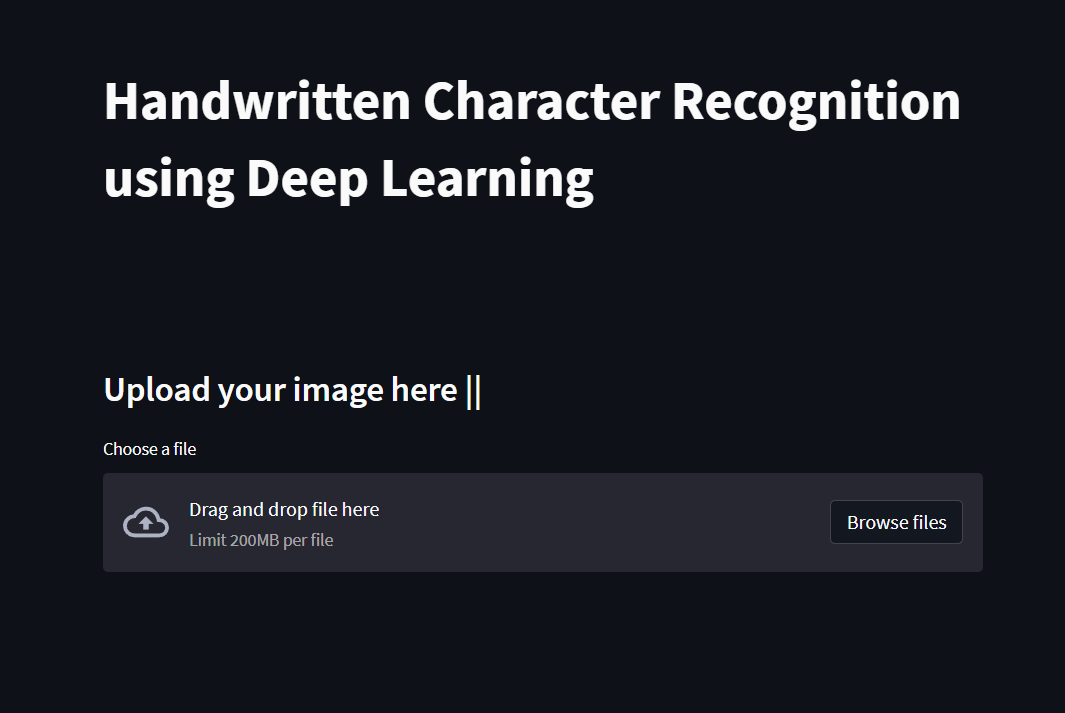 Handwritten Character Recognition
using Deep Learning
Upload your image here ||
Choose a file
Drag and drop file here
Limit 200MB per file
Browse files